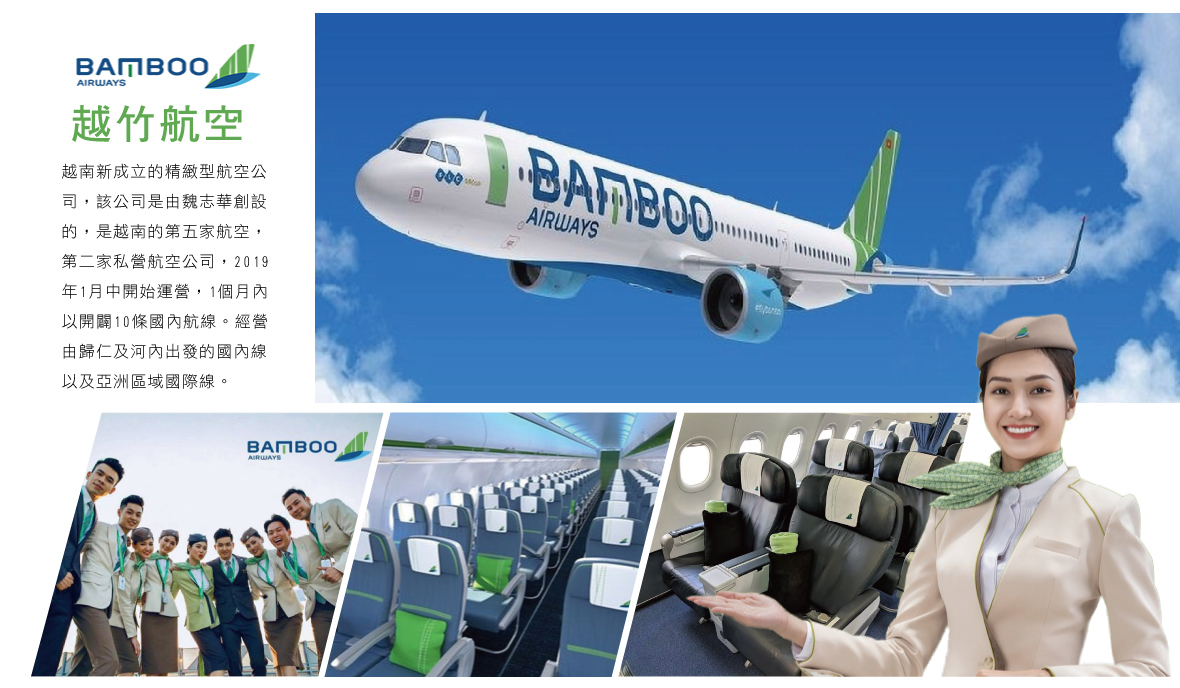 BAMBOO
AIRWAYS
越竹航空
越南新成立的精緻型航空公
司，該公司是由魏志華創設
的，是越南的第五家航空，
第二家私營航空公司，2019
年1月中開始運營，1個月內
以開闢10條國內航線。經營
由歸仁及河內出發的國內線
以及亞洲區域國際線。
FLC GROUP
BAMBOO
AIRWAYS
BAMBOO
AIRWAYS